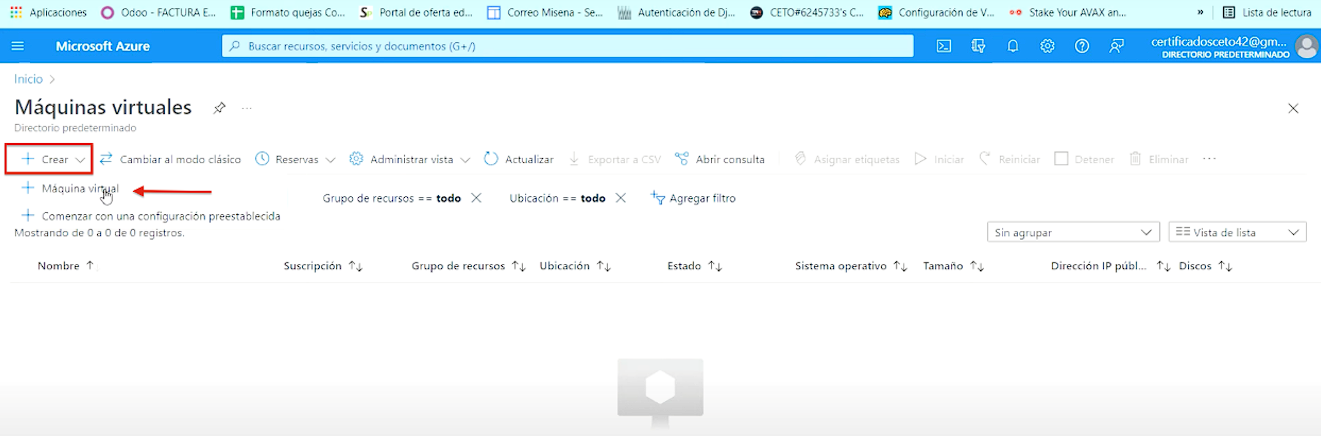 Aplicaciones Odoo - FACTURA E... Formato quejas Co... Portal de oferta ed... Correo Misena - Se... Autenticación de Dj... CETO#6245733's C... Configuración de V... Stake Your AVAX an... » Lista de lectura
Microsoft Azure Buscar recursos, servicios y documentos (G+/) certificadosceto42@gm...
DIRECTORIO PREDETERMINADO
Inicio >
Máquinas virtuales ...
Directorio predeterminado
+ Crear Cambiar al modo clásico Reservas Administrar vista Actualizar Exportar a CSV Abrir consulta Asignar etiquetas Iniciar Reiniciar Detener Eliminar ...
+ Máquina virtual
Grupo de recursos == todo Ubicación == todo Agregar filtro
+ Comenzar con una configuración preestablecida
Mostrando de 0 a 0 de 0 registros. Sin agrupar Vista de lista
Nombre ↑ Suscripción ↑↓ Grupo de recursos ↑↓ Ubicación ↑↓ Estado ↑↓ Sistema operativo ↑↓ Tamaño ↑↓ Dirección IP públ... ↑↓ Discos ↑↓